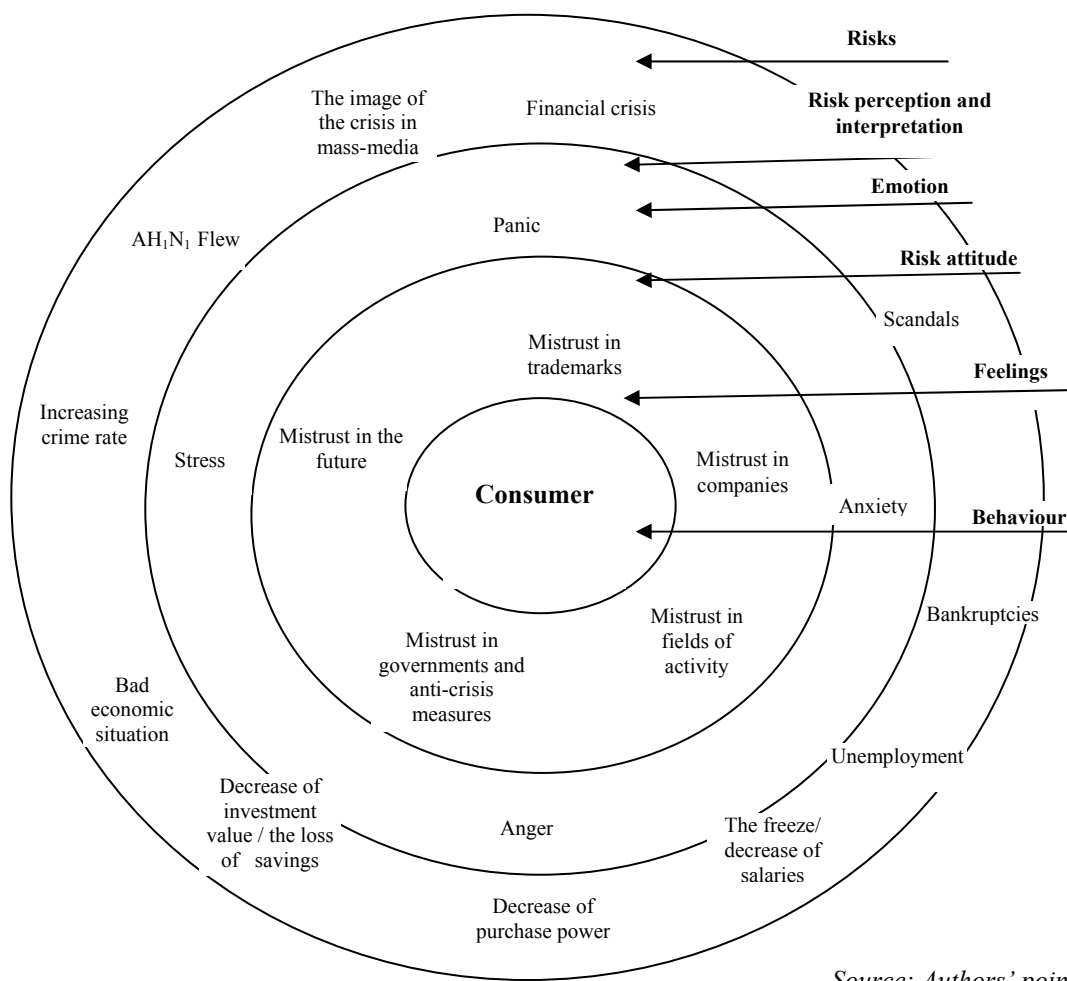 Risks
The image of
the crisis in
mass-media
Financial crisis
Risk perception and
interpretation
Emotion
Panic
AH₁N₁ Flew
Risk attitude
Scandals
Mistrust in
trademarks
Feelings
Increasing
crime rate
Stress
Mistrust in the
future
Consumer
Mistrust in
companies
Anxiety
Behaviour
Bankruptcies
Mistrust in
governments and
anti-crisis
measures
Mistrust in
fields of
activity
Bad
economic
situation
Unemployment
Decrease of
investment
value / the loss
of savings
Anger
The freeze/
decrease of
salaries
Decrease of
purchase power
Source: Authors' poin